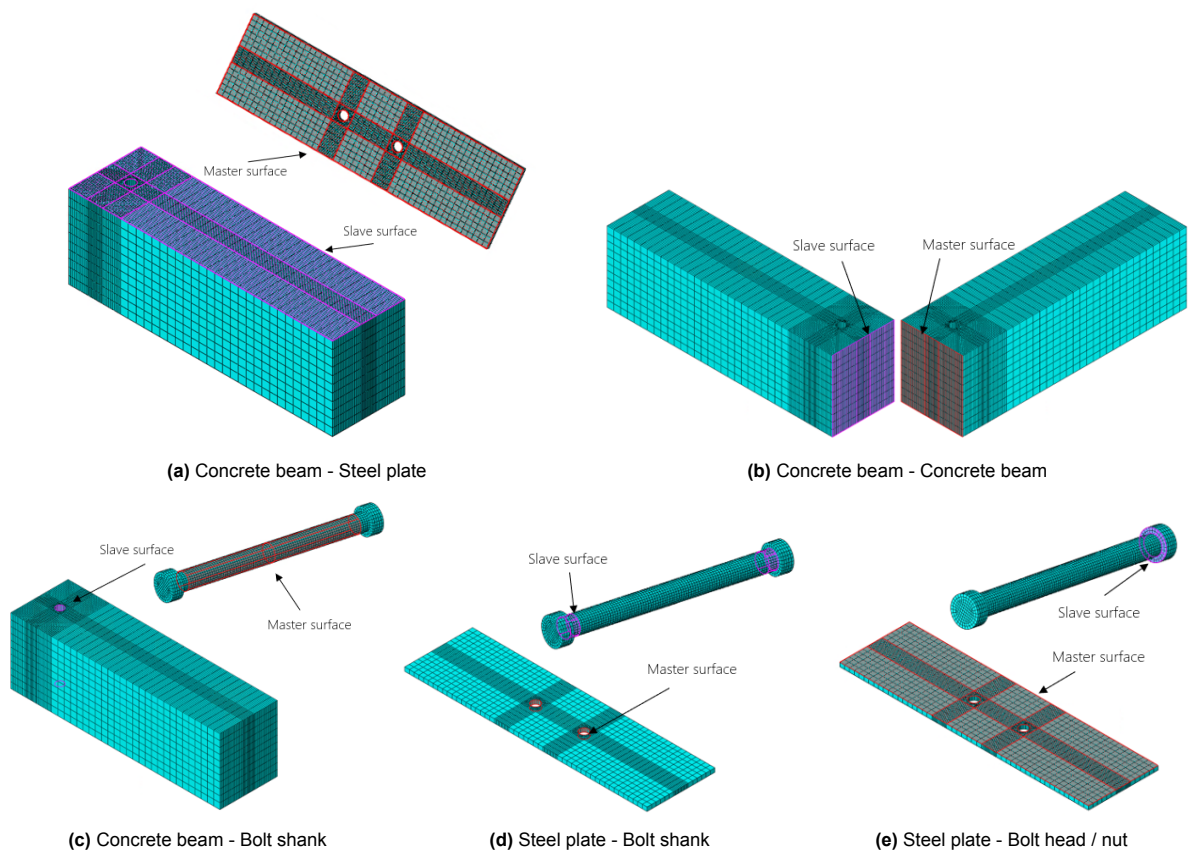 Master surface
Slave surface
Slave surface
Master surface
(a) Concrete beam - Steel plate
(b) Concrete beam - Concrete beam
Slave surface
Master surface
Slave surface
Master surface
Slave surface
Master surface
(c) Concrete beam - Bolt shank
(d) Steel plate - Bolt shank
(e) Steel plate - Bolt head / nut